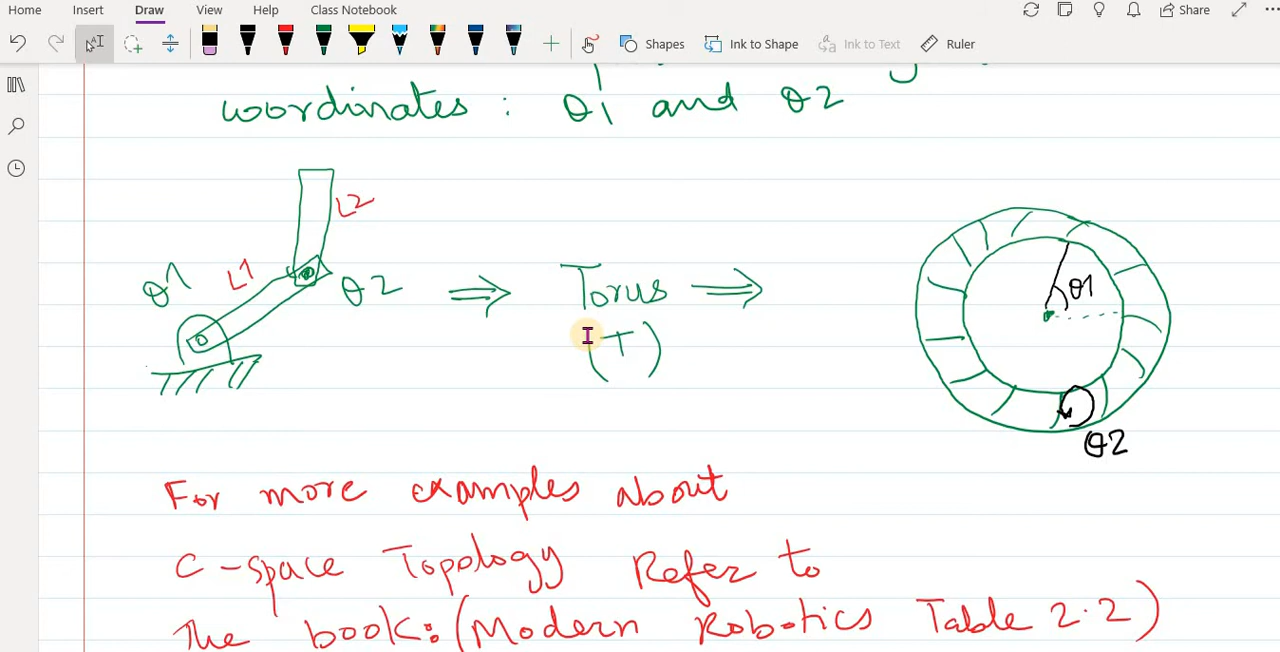 Home Insert Draw View Help Class Notebook Share
Shapes Ink to Shape Ink to Text Ruler
coordinates : θ1 and θ2
L2
θ1 L1 θ2
⇒ Torus ⇒
(T)
θ1
θ2
For more examples about
C-space Topology Refer to
The book: (Modern Robotics Table 2.2)